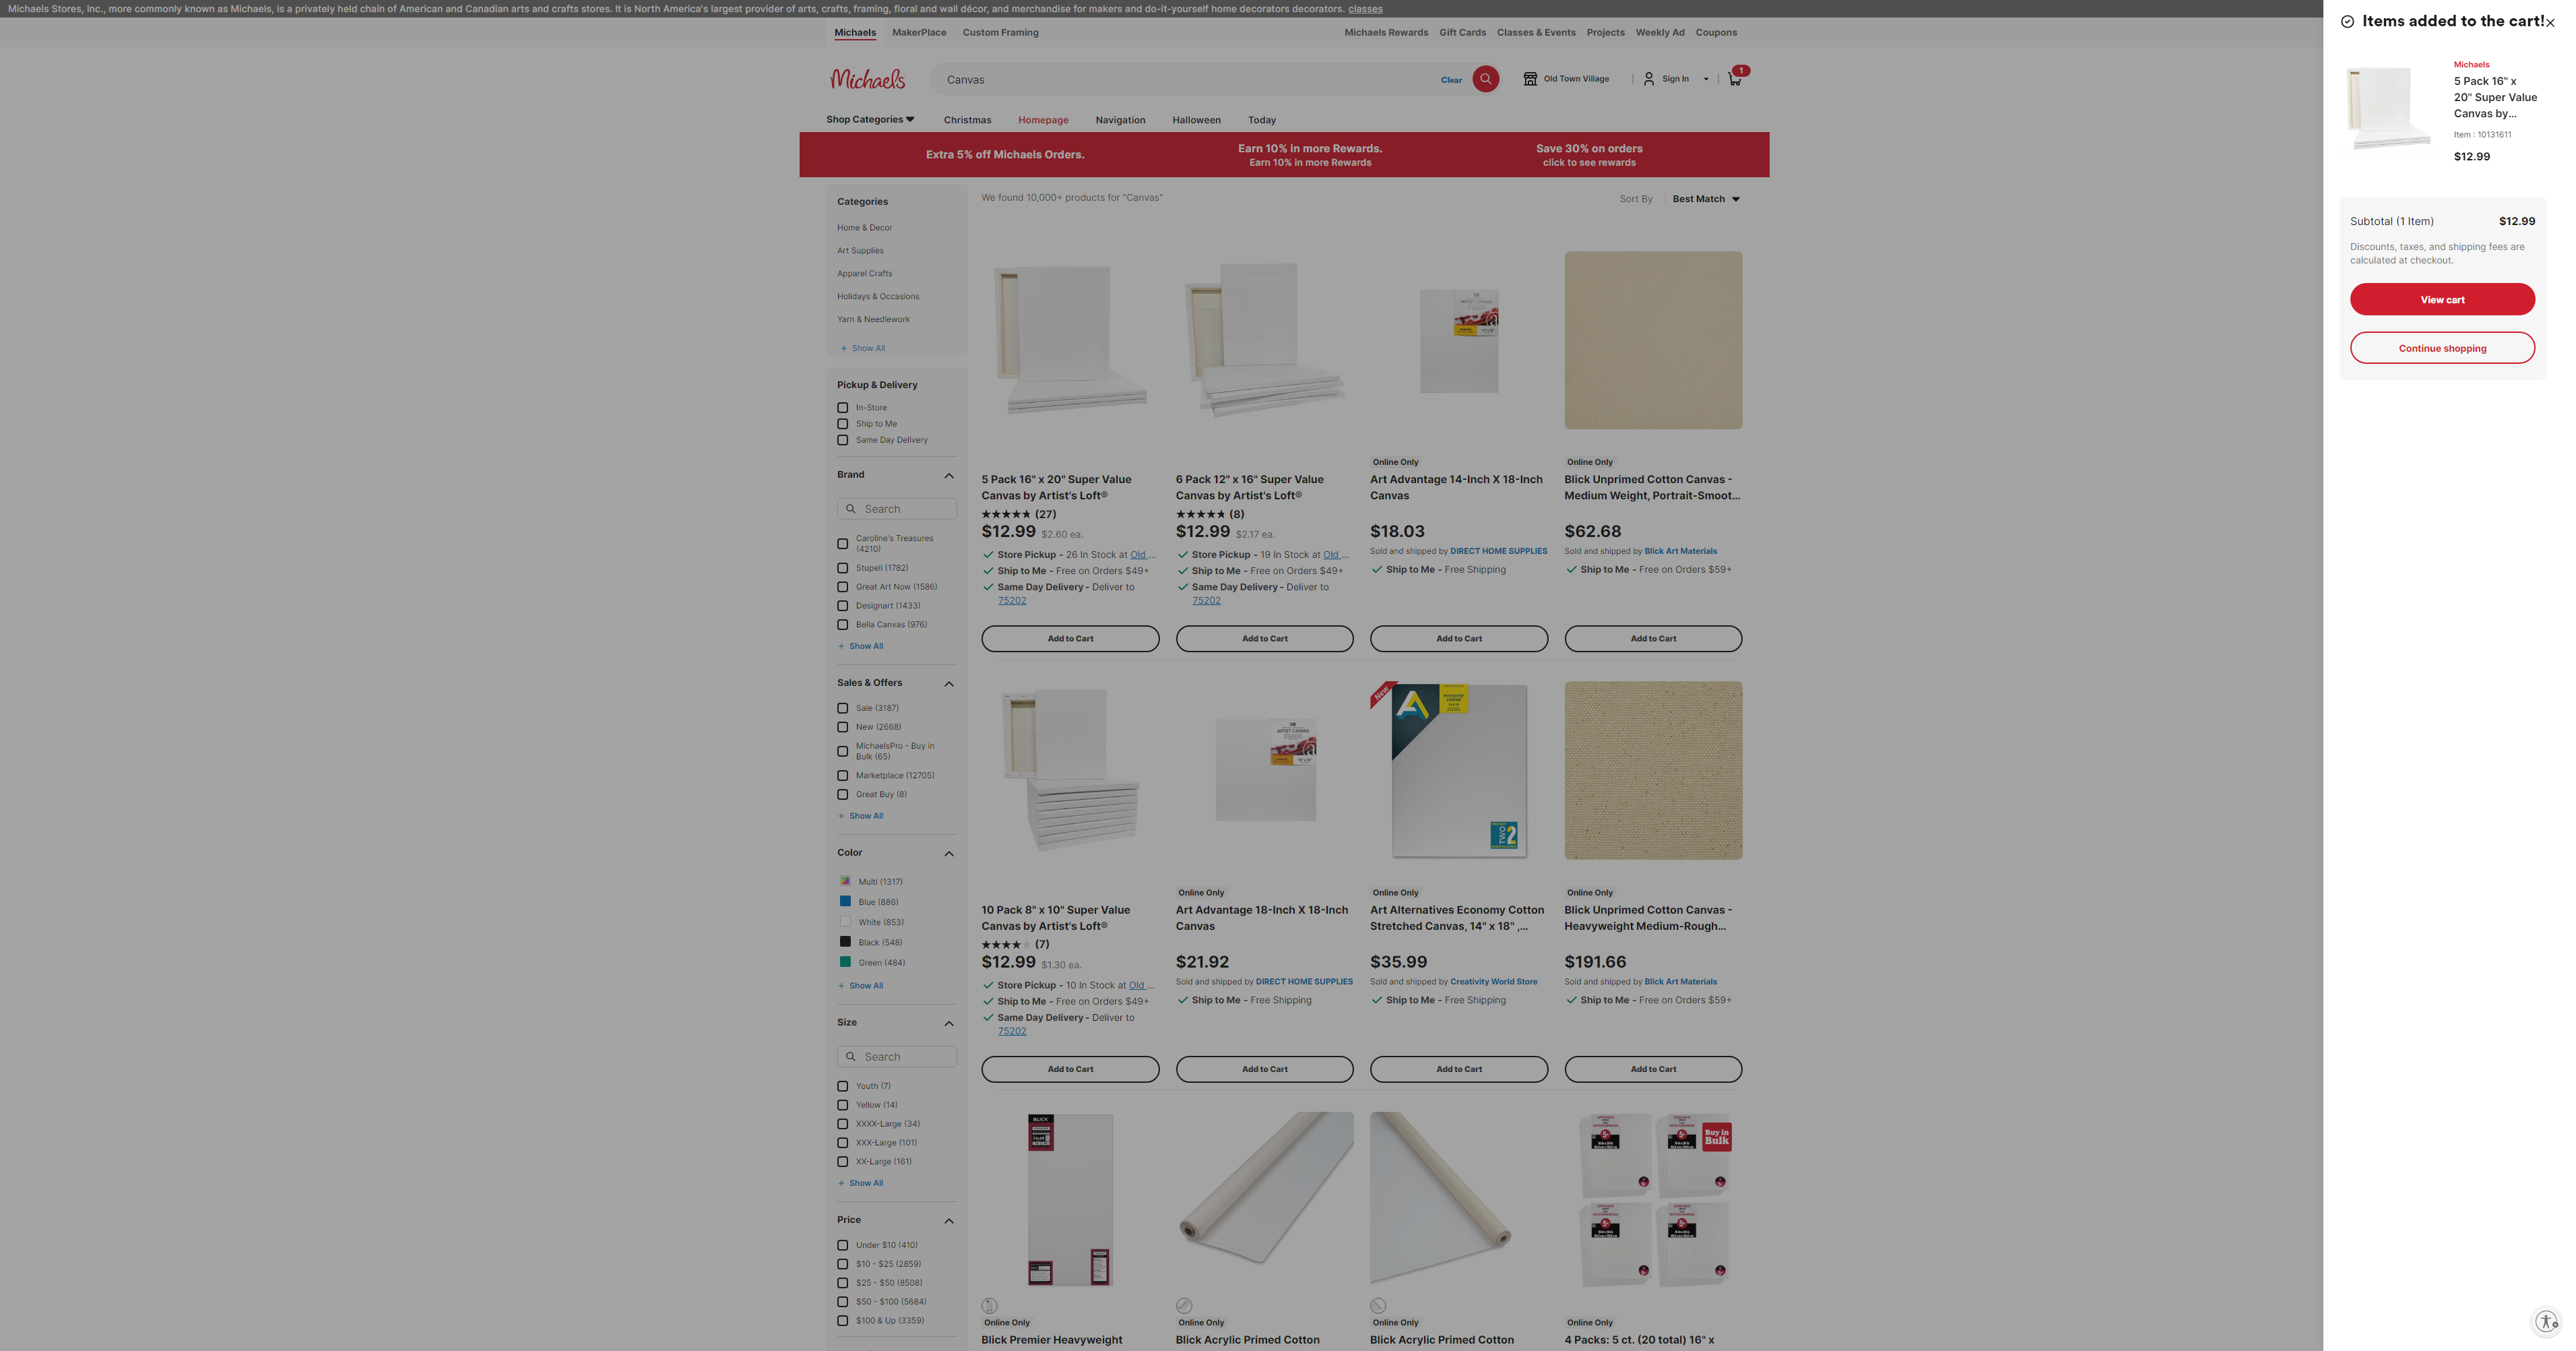 Michaels Stores, Inc., more commonly known as Michaels, is a privately held chain of American and Canadian arts and crafts stores. It is North America's largest provider of arts, crafts, framing, floral and wall décor, and merchandise for makers and do-it-yourself home decorators decorators. classes
Michaels MakerPlace Custom Framing Michaels Rewards Gift Cards Classes & Events Projects Weekly Ad Coupons
Michaels Canvas Clear Old Town Village Sign In 1
Shop Categories Christmas Homepage Navigation Halloween Today
Extra 5% off Michaels Orders.
Earn 10% in more Rewards.
Earn 10% in more Rewards
Save 30% on orders
click to see rewards
Categories
Home & Decor
Art Supplies
Apparel Crafts
Holidays & Occasions
Yarn & Needlework
+ Show All
Pickup & Delivery
In-Store
Ship to Me
Same Day Delivery
Brand
Search
Caroline's Treasures
(4210)
Stupell (1782)
Great Art Now (1586)
Designart (1433)
Bella Canvas (976)
+ Show All
Sales & Offers
Sale (3187)
New (2668)
MichaelsPro - Buy in
Bulk (65)
Marketplace (12705)
Great Buy (8)
+ Show All
Color
Multi (1317)
Blue (886)
White (853)
Black (548)
Green (484)
+ Show All
Size
Search
Youth (7)
Yellow (14)
XXXX-Large (34)
XXX-Large (101)
XX-Large (161)
+ Show All
Price
Under $10 (410)
$10 - $25 (2859)
$25 - $50 (8508)
$50 - $100 (5684)
$100 & Up (3359)
We found 10,000+ products for "Canvas"
Sort By Best Match
5 Pack 16" x 20" Super Value
Canvas by Artist's Loft®
(27)
$12.99 $2.60 ea.
Store Pickup - 26 In Stock at Old ...
Ship to Me - Free on Orders $49+
Same Day Delivery - Deliver to
75202
Add to Cart
6 Pack 12" x 16" Super Value
Canvas by Artist's Loft®
(8)
$12.99 $2.17 ea.
Store Pickup - 19 In Stock at Old ...
Ship to Me - Free on Orders $49+
Same Day Delivery - Deliver to
75202
Add to Cart
Online Only
Art Advantage 14-Inch X 18-Inch
Canvas
$18.03
Sold and shipped by DIRECT HOME SUPPLIES
Ship to Me - Free Shipping
Add to Cart
Online Only
Blick Unprimed Cotton Canvas -
Medium Weight, Portrait-Smoot...
$62.68
Sold and shipped by Blick Art Materials
Ship to Me - Free on Orders $59+
Add to Cart
10 Pack 8" x 10" Super Value
Canvas by Artist's Loft®
(7)
$12.99 $1.30 ea.
Store Pickup - 10 In Stock at Old ...
Ship to Me - Free on Orders $49+
Same Day Delivery - Deliver to
75202
Add to Cart
ARTIST CANVAS
Online Only
Art Advantage 18-Inch X 18-Inch
Canvas
$21.92
Sold and shipped by DIRECT HOME SUPPLIES
Ship to Me - Free Shipping
Add to Cart
New
TWO 2
Online Only
Art Alternatives Economy Cotton
Stretched Canvas, 14" x 18" ,...
$35.99
Sold and shipped by Creativity World Store
Ship to Me - Free Shipping
Add to Cart
Online Only
Blick Unprimed Cotton Canvas -
Heavyweight Medium-Rough...
$191.66
Sold and shipped by Blick Art Materials
Ship to Me - Free on Orders $59+
Add to Cart
BLICK
Online Only
Blick Premier Heavyweight
Online Only
Blick Acrylic Primed Cotton
Online Only
Blick Acrylic Primed Cotton
Buy in
Bulk
Online Only
4 Packs: 5 ct. (20 total) 16" x
Items added to the cart!
Michaels
5 Pack 16" x
20" Super Value
Canvas by...
Item : 10131611
$12.99
Subtotal (1 Item) $12.99
Discounts, taxes, and shipping fees are
calculated at checkout.
View cart
Continue shopping